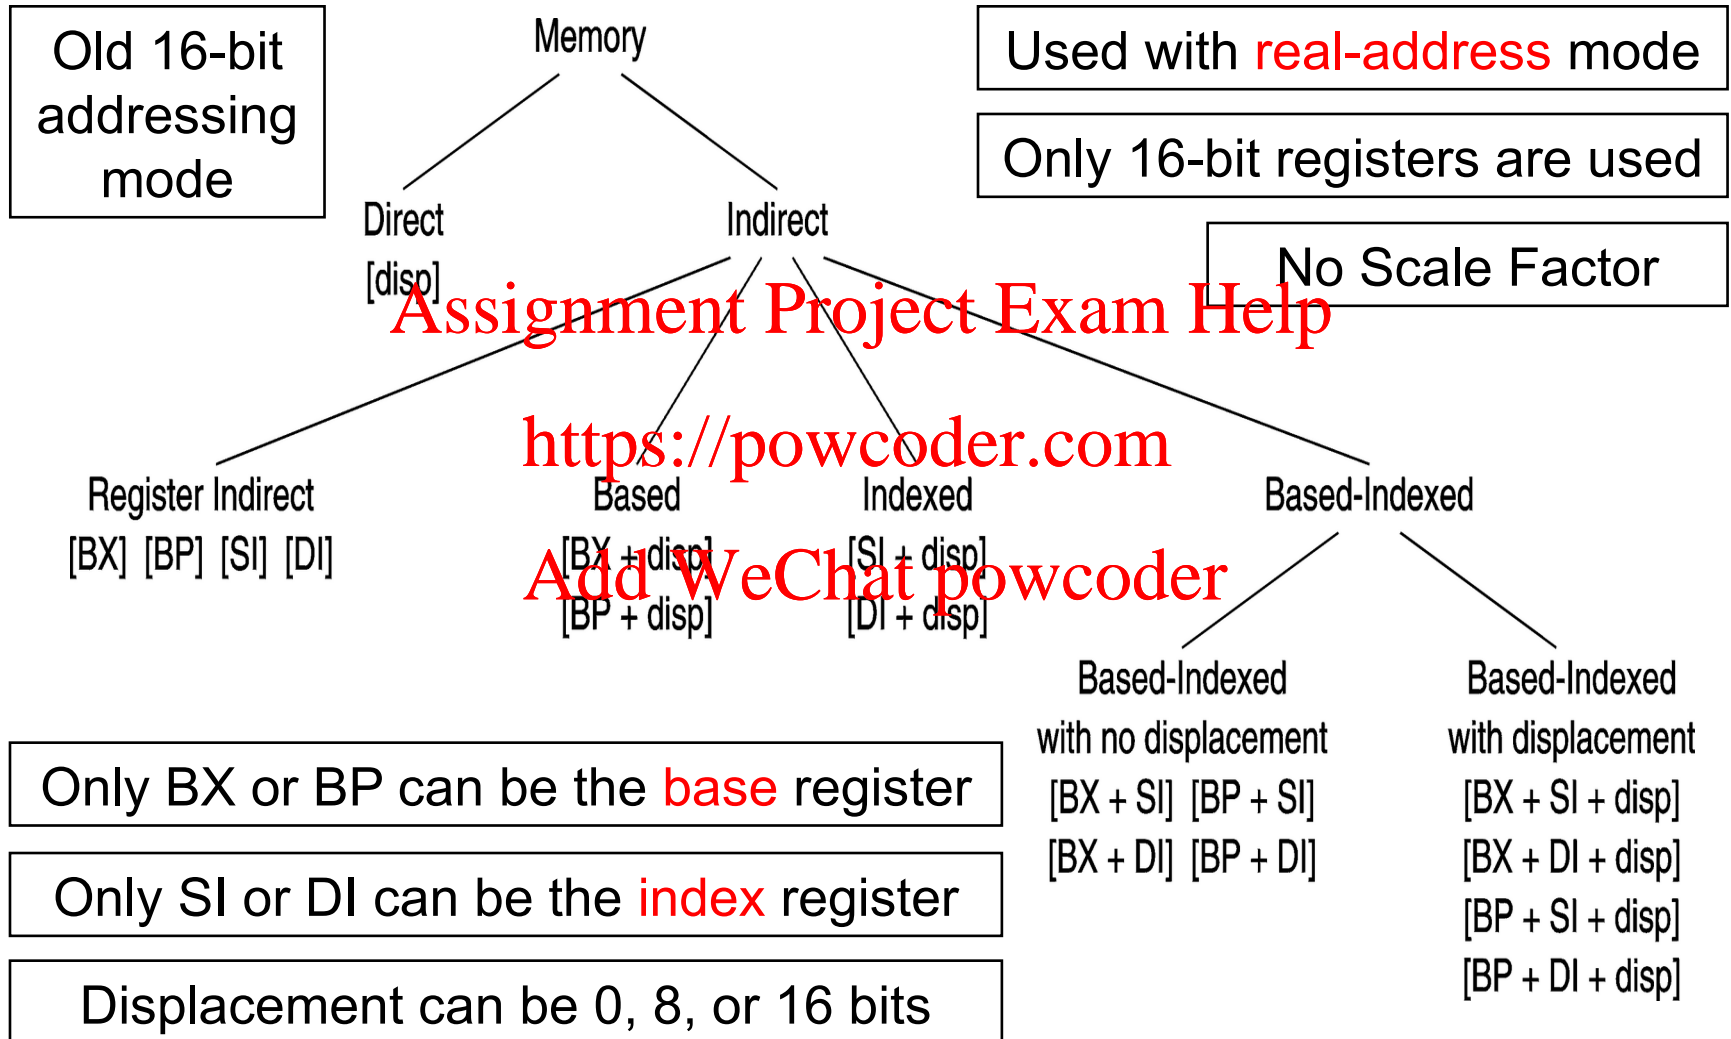 Old 16-bit
addressing
mode
Memory
Used with real-address mode
Only 16-bit registers are used
No Scale Factor
Direct
[disp]
Indirect
Assignment Project Exam Help
https://powcoder.com
Add WeChat powcoder
Register Indirect
[BX] [BP] [SI] [DI]
Based
[BX + disp]
[BP + disp]
Indexed
[SI + disp]
[DI + disp]
Based-Indexed
Based-Indexed
with no displacement
[BX + SI] [BP + SI]
[BX + DI] [BP + DI]
Based-Indexed
with displacement
[BX + SI + disp]
[BX + DI + disp]
[BP + SI + disp]
[BP + DI + disp]
Only BX or BP can be the base register
Only SI or DI can be the index register
Displacement can be 0, 8, or 16 bits